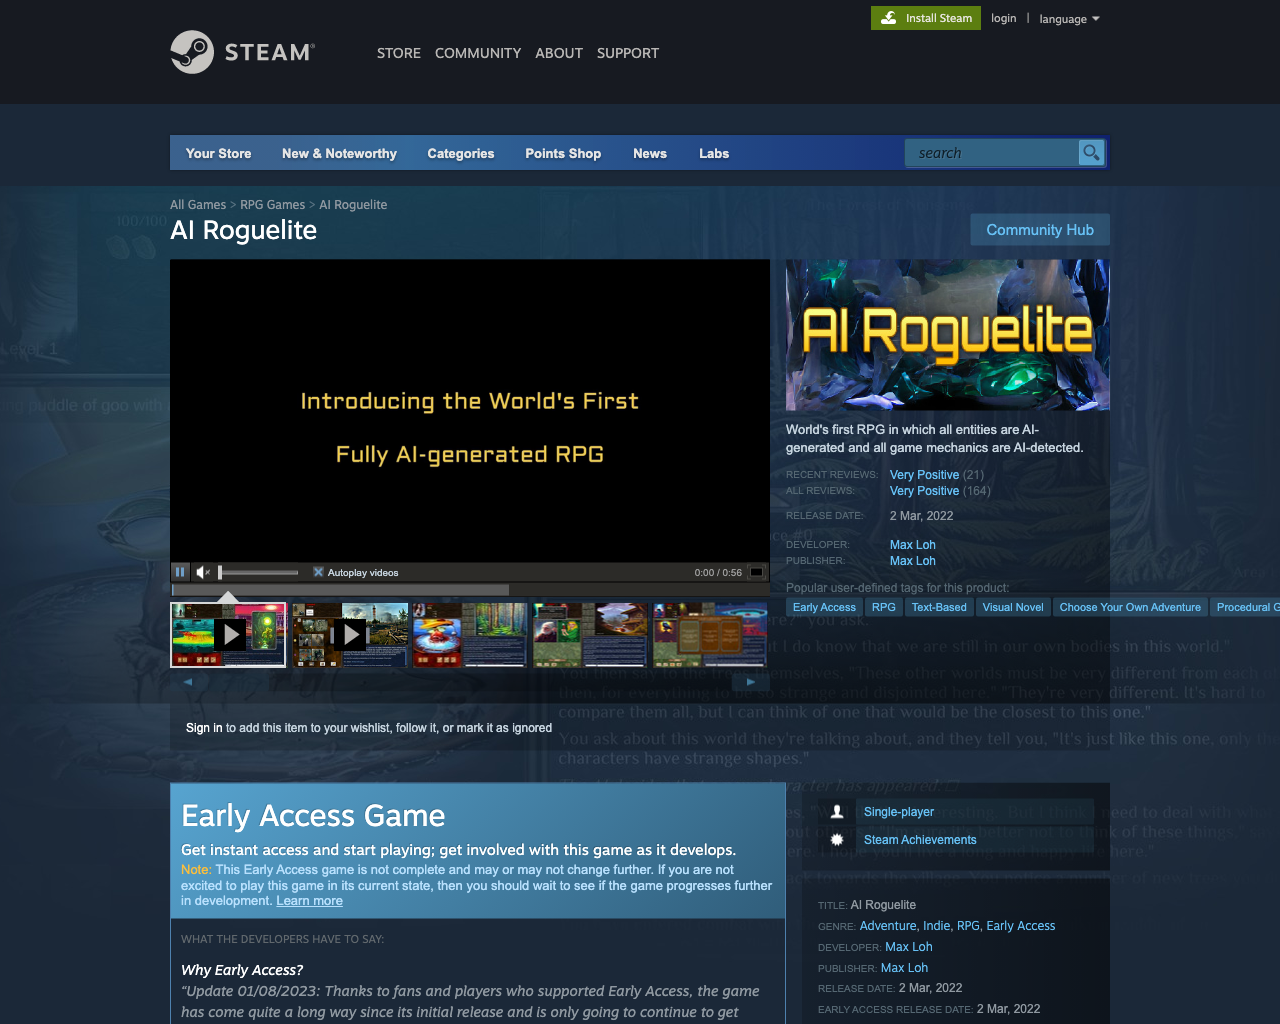 Install Steam
login | language
STEAM
STORE COMMUNITY ABOUT SUPPORT
Your Store New & Noteworthy Categories Points Shop News Labs
search
All Games > RPG Games > AI Roguelite
AI Roguelite
Community Hub
Introducing the World's First
Fully AI-generated RPG
Autoplay videos
0:00 / 0:56
AI Roguelite
World's first RPG in which all entities are AI-
generated and all game mechanics are AI-detected.
RECENT REVIEWS: Very Positive (21)
ALL REVIEWS: Very Positive (164)
RELEASE DATE: 2 Mar, 2022
DEVELOPER: Max Loh
PUBLISHER: Max Loh
Popular user-defined tags for this product:
Early Access RPG Text-Based Visual Novel Choose Your Own Adventure Procedural G
Sign in to add this item to your wishlist, follow it, or mark it as ignored
Early Access Game
Get instant access and start playing; get involved with this game as it develops.
Note: This Early Access game is not complete and may or may not change further. If you are not
excited to play this game in its current state, then you should wait to see if the game progresses further
in development. Learn more
WHAT THE DEVELOPERS HAVE TO SAY:
Why Early Access?
“Update 01/08/2023: Thanks to fans and players who supported Early Access, the game
has come quite a long way since its initial release and is only going to continue to get
Single-player
Steam Achievements
TITLE: AI Roguelite
GENRE: Adventure, Indie, RPG, Early Access
DEVELOPER: Max Loh
PUBLISHER: Max Loh
RELEASE DATE: 2 Mar, 2022
EARLY ACCESS RELEASE DATE: 2 Mar, 2022